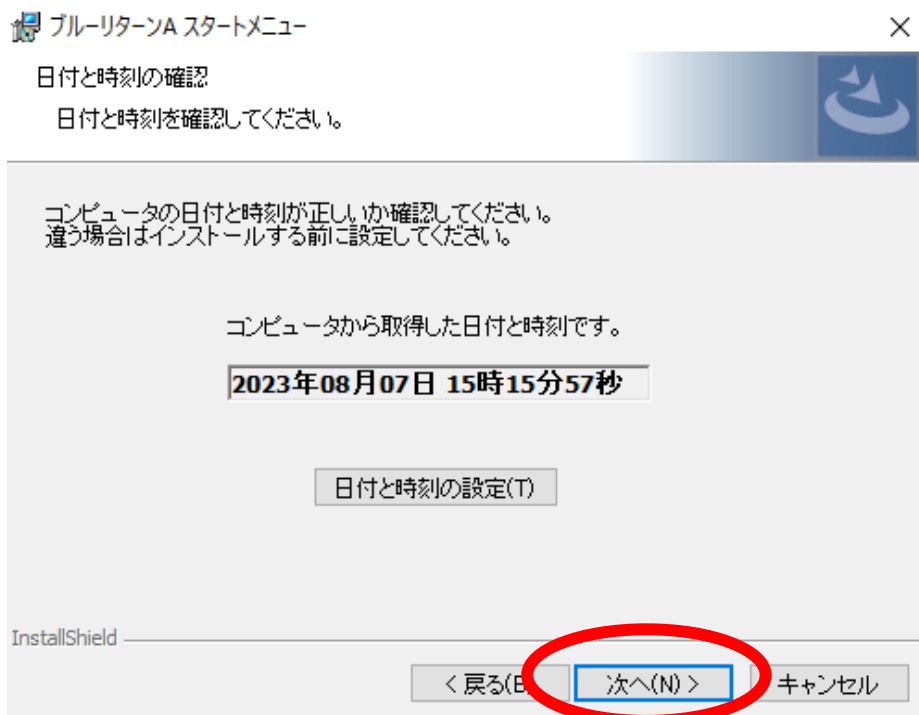 ブルーリターンA スタートメニュー
日付と時刻の確認
日付と時刻を確認してください。
コンピュータの日付と時刻が正しいか確認してください。
違う場合はインストールする前に設定してください。
コンピュータから取得した日付と時刻です。
2023年08月07日 15時15分57秒
日付と時刻の設定(T)
InstallShield
< 戻る(B 次へ(N) > キャンセル